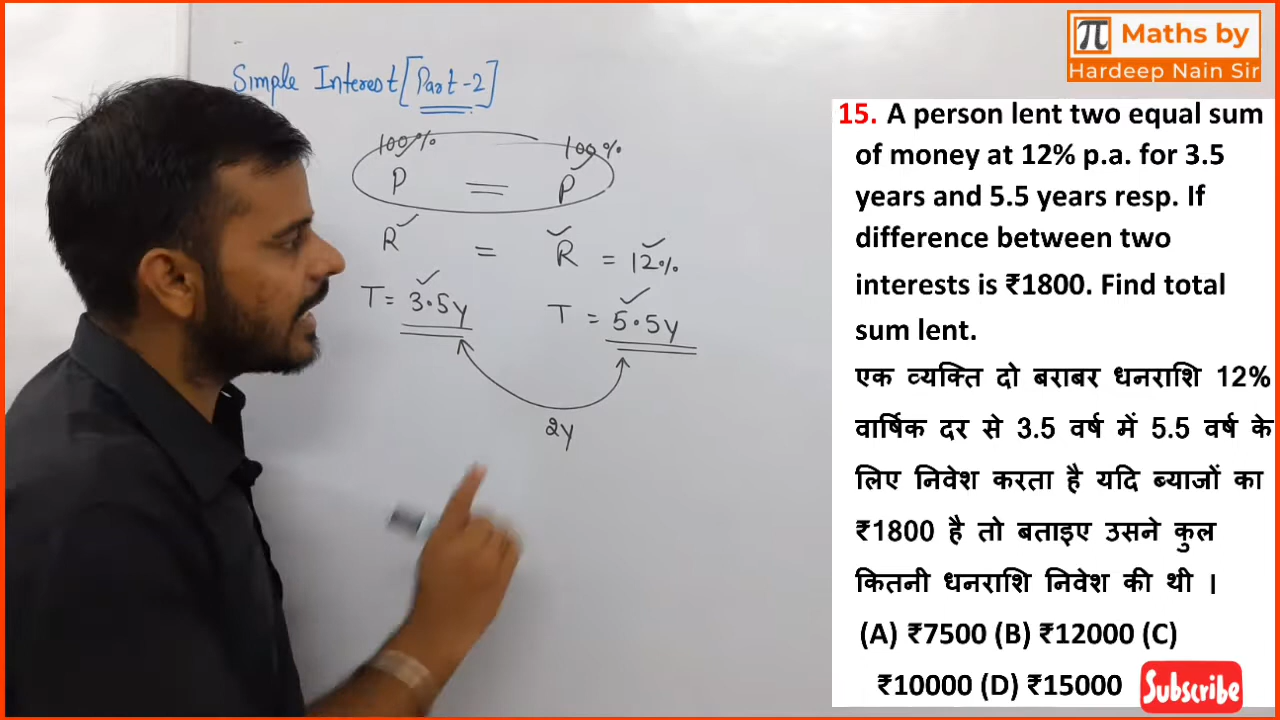 Maths by
Hardeep Nain Sir
Simple Interest [Part-2]
100% 100%
P = P
R = R = 12%
T = 3.5y T = 5.5y
2y
15. A person lent two equal sum
of money at 12% p.a. for 3.5
years and 5.5 years resp. If
difference between two
interests is ₹1800. Find total
sum lent.
एक व्यक्ति दो बराबर धनराशि 12%
वार्षिक दर से 3.5 वर्ष में 5.5 वर्ष के
लिए निवेश करता है यदि ब्याजों का
₹1800 है तो बताइए उसने कुल
कितनी धनराशि निवेश की थी ।
(A) ₹7500 (B) ₹12000 (C)
₹10000 (D) ₹15000
Subscribe